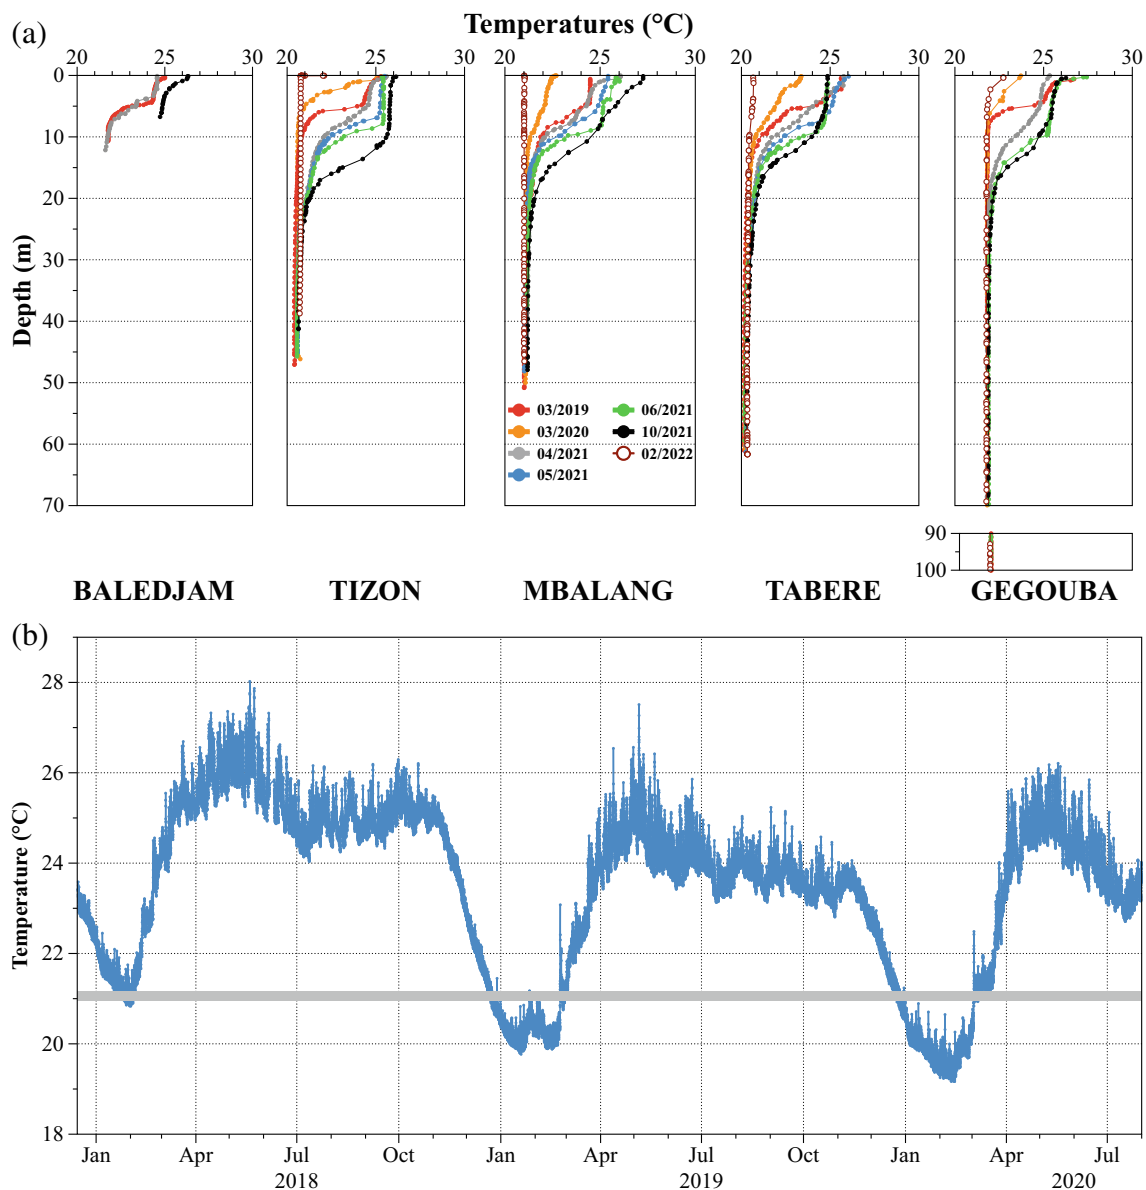 (a)
Temperatures (°C)
20 25 30 20 25 30 20 25 30 20 25 30 20 25 30
0
10
20
30
40
50
60
70
Depth (m)
03/2019 06/2021
03/2020 10/2021
04/2021 02/2022
05/2021
90
100
BALEDJAM TIZON MBALANG TABERE GEGOUBA
(b)
28
26
24
22
20
18
Temperature (°C)
Jan Apr Jul Oct Jan Apr Jul Oct Jan Apr Jul
2018 2019 2020